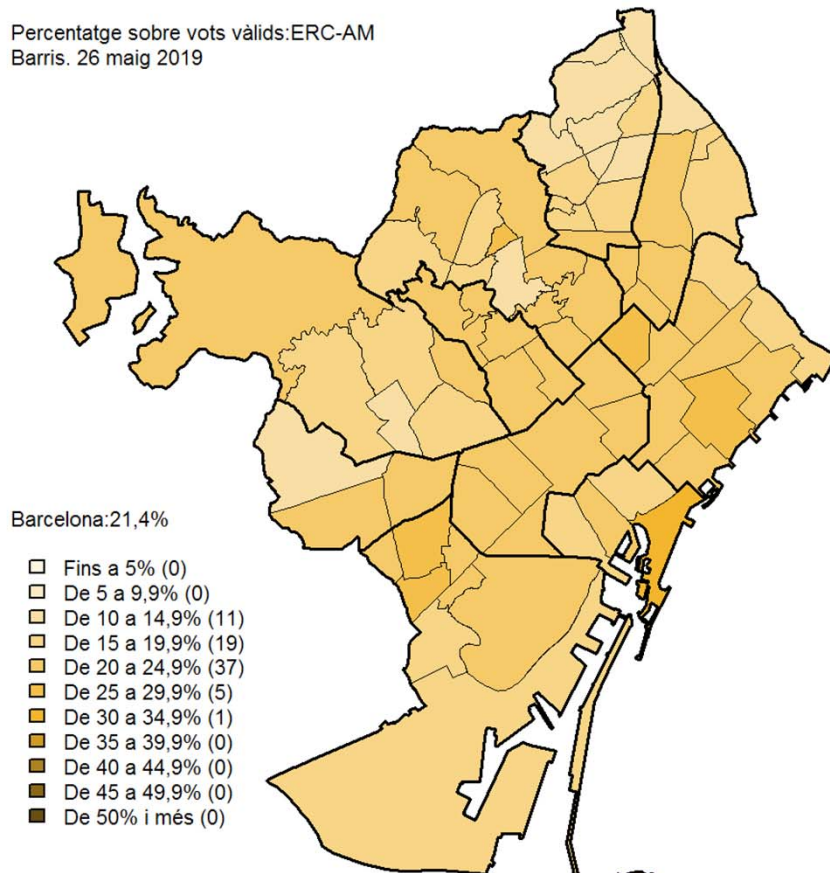 Percentatge sobre vots vàlids:ERC-AM
Barris. 26 maig 2019
Barcelona:21,4%
Fins a 5% (0)
De 5 a 9,9% (0)
De 10 a 14,9% (11)
De 15 a 19,9% (19)
De 20 a 24,9% (37)
De 25 a 29,9% (5)
De 30 a 34,9% (1)
De 35 a 39,9% (0)
De 40 a 44,9% (0)
De 45 a 49,9% (0)
De 50% i més (0)